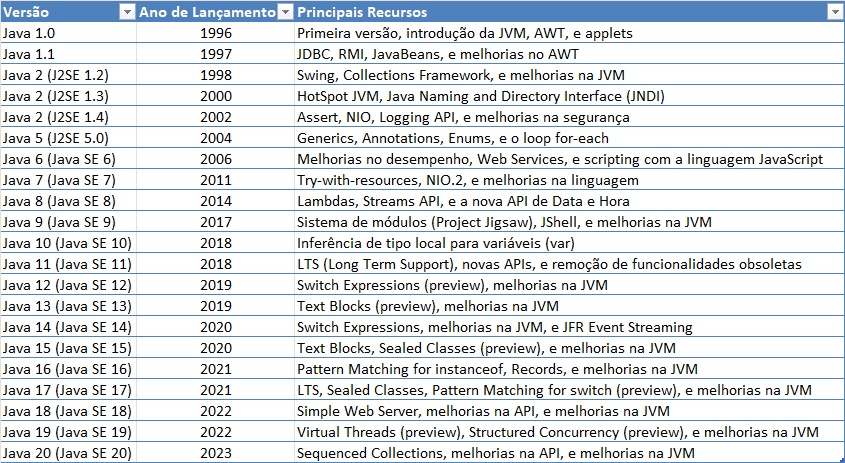 Versão Ano de Lançamento Principais Recursos
Java 1.0 1996 Primeira versão, introdução da JVM, AWT, e applets
Java 1.1 1997 JDBC, RMI, JavaBeans, e melhorias no AWT
Java 2 (J2SE 1.2) 1998 Swing, Collections Framework, e melhorias na JVM
Java 2 (J2SE 1.3) 2000 HotSpot JVM, Java Naming and Directory Interface (JNDI)
Java 2 (J2SE 1.4) 2002 Assert, NIO, Logging API, e melhorias na segurança
Java 5 (J2SE 5.0) 2004 Generics, Annotations, Enums, e o loop for-each
Java 6 (Java SE 6) 2006 Melhorias no desempenho, Web Services, e scripting com a linguagem JavaScript
Java 7 (Java SE 7) 2011 Try-with-resources, NIO.2, e melhorias na linguagem
Java 8 (Java SE 8) 2014 Lambdas, Streams API, e a nova API de Data e Hora
Java 9 (Java SE 9) 2017 Sistema de módulos (Project Jigsaw), JShell, e melhorias na JVM
Java 10 (Java SE 10) 2018 Inferência de tipo local para variáveis (var)
Java 11 (Java SE 11) 2018 LTS (Long Term Support), novas APIs, e remoção de funcionalidades obsoletas
Java 12 (Java SE 12) 2019 Switch Expressions (preview), melhorias na JVM
Java 13 (Java SE 13) 2019 Text Blocks (preview), melhorias na JVM
Java 14 (Java SE 14) 2020 Switch Expressions, melhorias na JVM, e JFR Event Streaming
Java 15 (Java SE 15) 2020 Text Blocks, Sealed Classes (preview), e melhorias na JVM
Java 16 (Java SE 16) 2021 Pattern Matching for instanceof, Records, e melhorias na JVM
Java 17 (Java SE 17) 2021 LTS, Sealed Classes, Pattern Matching for switch (preview), e melhorias na JVM
Java 18 (Java SE 18) 2022 Simple Web Server, melhorias na API, e melhorias na JVM
Java 19 (Java SE 19) 2022 Virtual Threads (preview), Structured Concurrency (preview), e melhorias na JVM
Java 20 (Java SE 20) 2023 Sequenced Collections, melhorias na API, e melhorias na JVM